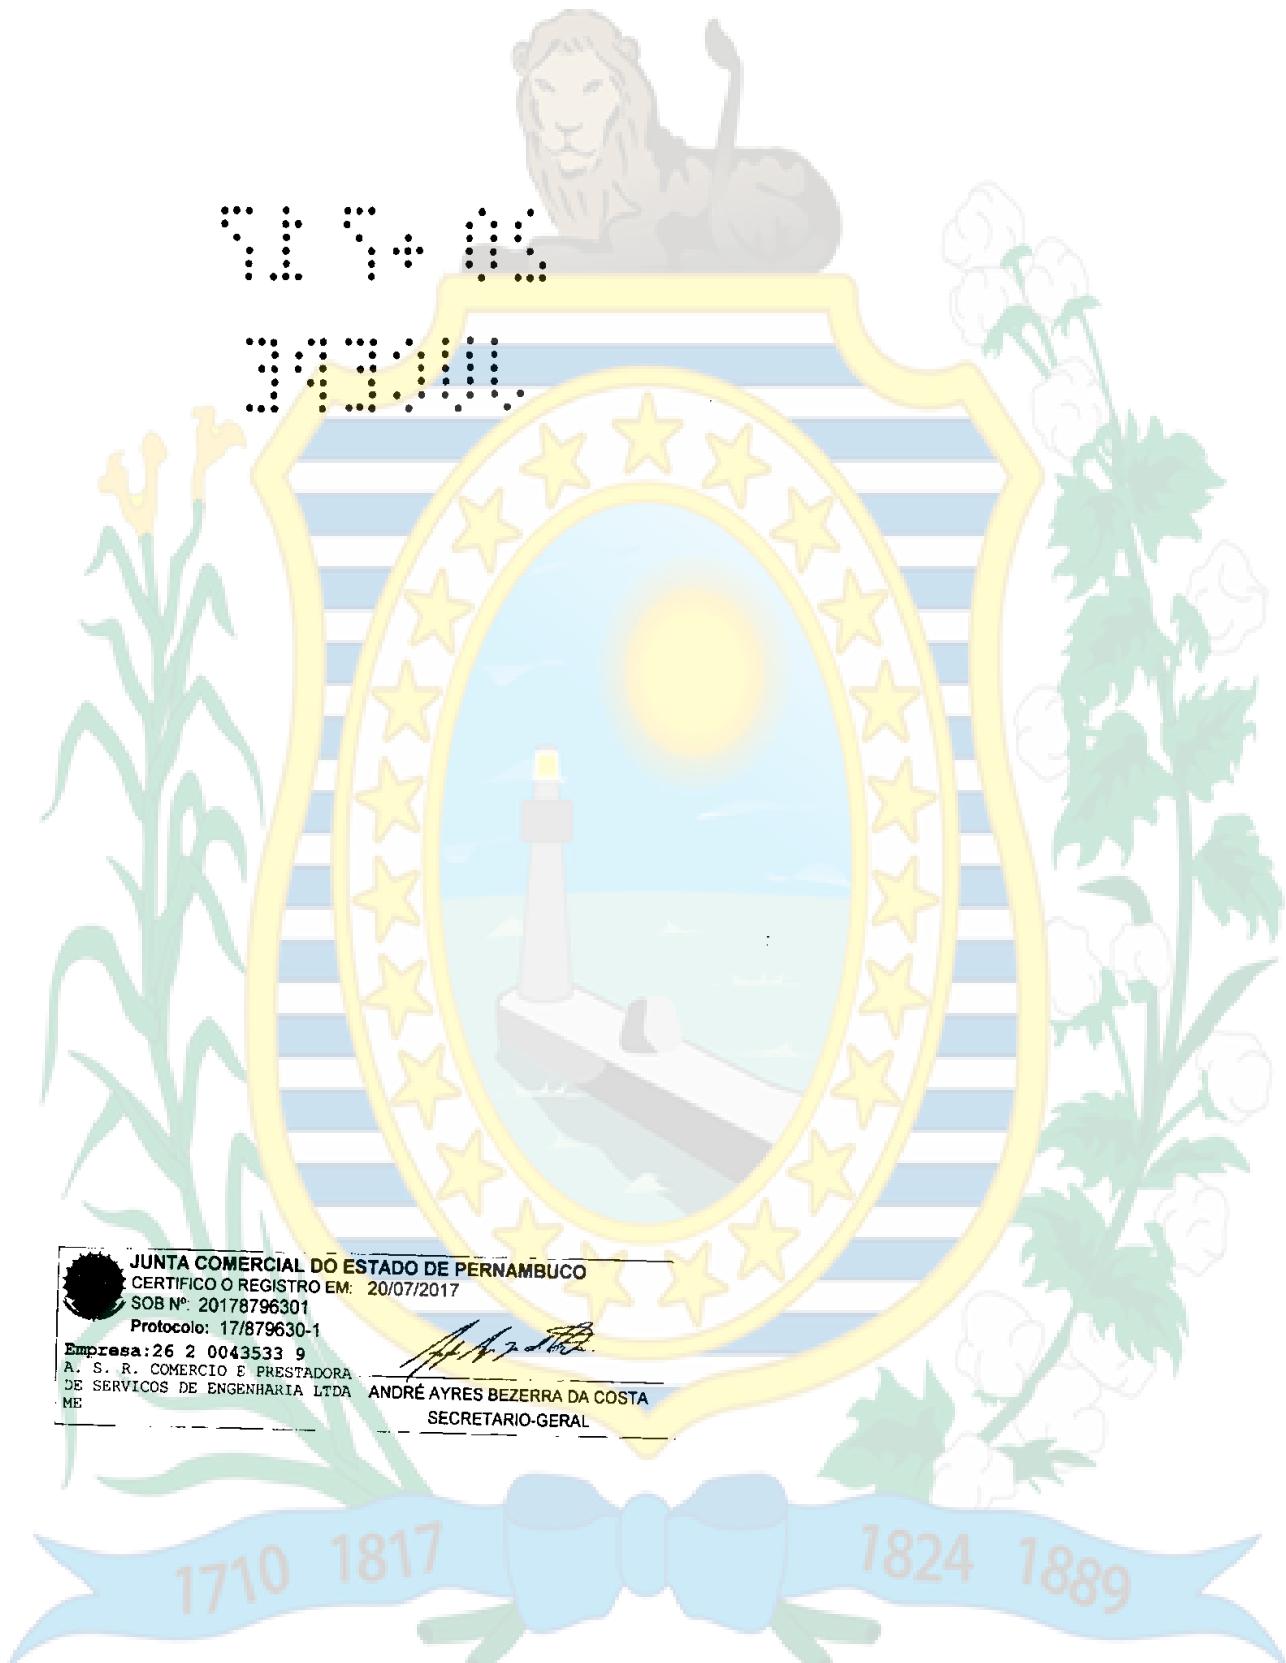 JUCEPE
JUNTA COMERCIAL DO ESTADO DE PERNAMBUCO
CERTIFICO O REGISTRO EM: 20/07/2017
SOB Nº: 20178796301
Protocolo: 17/879630-1
Empresa:26 2 0043533 9
A. S. R. COMERCIO E PRESTADORA
DE SERVICOS DE ENGENHARIA LTDA
ME
ANDRÉ AYRES BEZERRA DA COSTA
SECRETARIO-GERAL
1710 1817 1824 1889